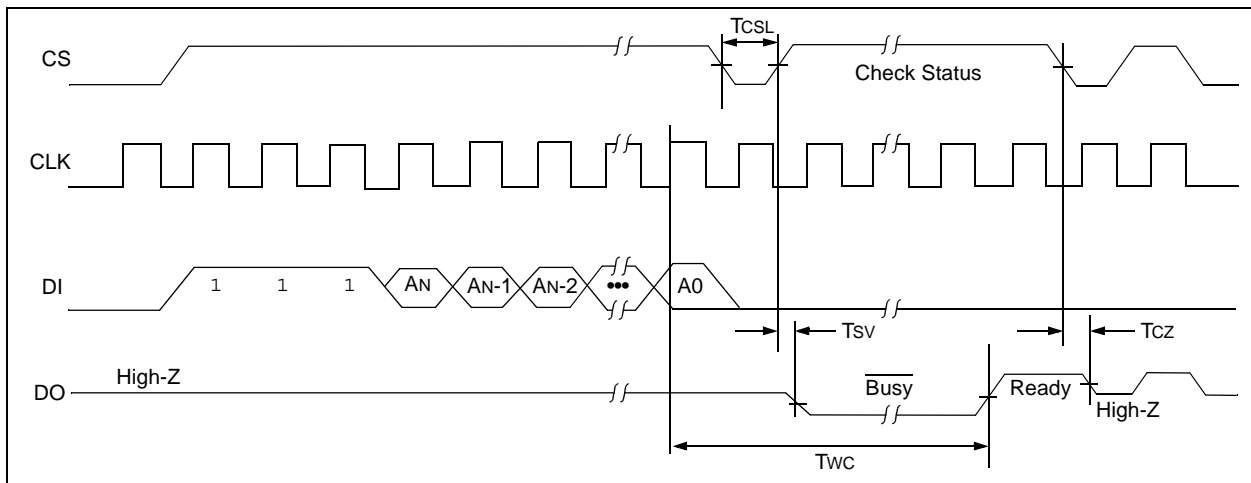 TCSL
CS
Check Status
CLK
DI 1 1 1 AN AN-1 AN-2 ••• A0
TSV TCZ
DO High-Z Busy Ready High-Z
TWC